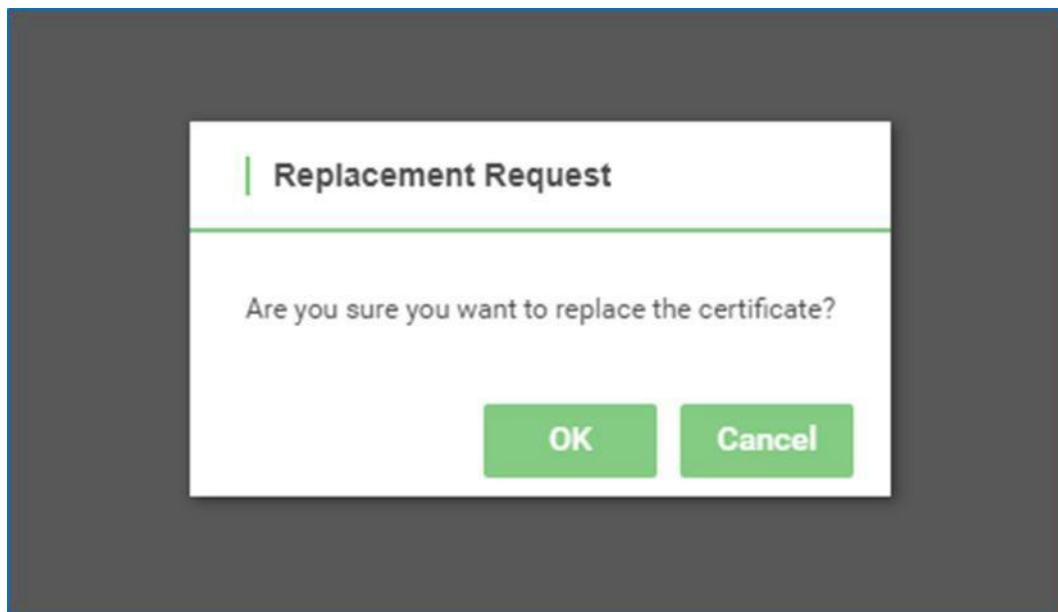 Replacement Request
Are you sure you want to replace the certificate?
OK Cancel